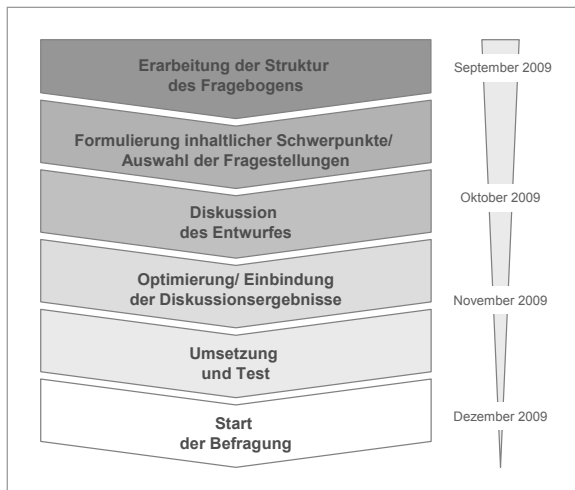 Erarbeitung der Struktur
des Fragebogens
September 2009
Formulierung inhaltlicher Schwerpunkte/
Auswahl der Fragestellungen
Oktober 2009
Diskussion
des Entwurfes
Optimierung/ Einbindung
der Diskussionsergebnisse
November 2009
Umsetzung
und Test
Dezember 2009
Start
der Befragung